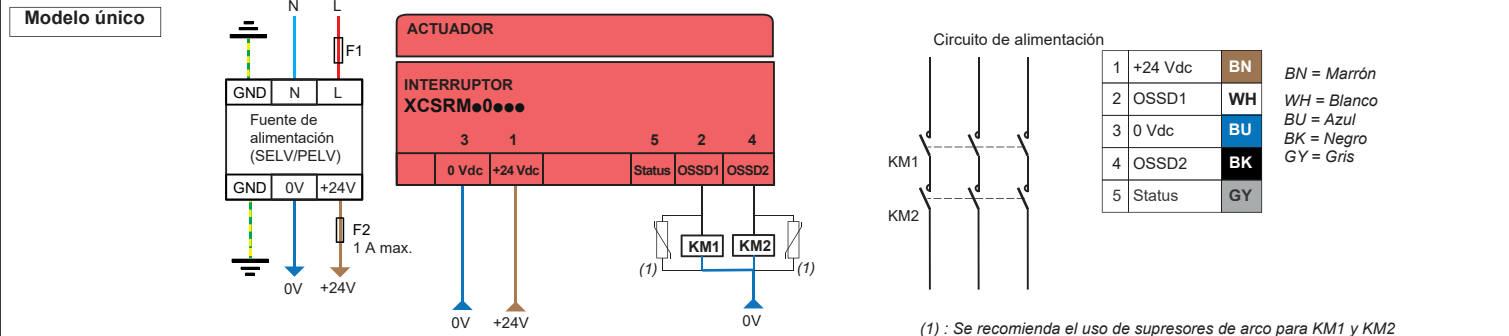 Modelo único
N L
F1
GND N L
Fuente de
alimentación
(SELV/PELV)
GND 0V +24V
F2
1 A max.
0V +24V
ACTUADOR
INTERRUPTOR
XCSRM●0●●●
3 1 5 2 4
0 Vdc +24 Vdc Status OSSD1 OSSD2
KM1 KM2
(1) (1)
0V +24V 0V
Circuito de alimentación
KM1
KM2
1 +24 Vdc BN
2 OSSD1 WH
3 0 Vdc BU
4 OSSD2 BK
5 Status GY
BN = Marrón
WH = Blanco
BU = Azul
BK = Negro
GY = Gris
(1) : Se recomienda el uso de supresores de arco para KM1 y KM2